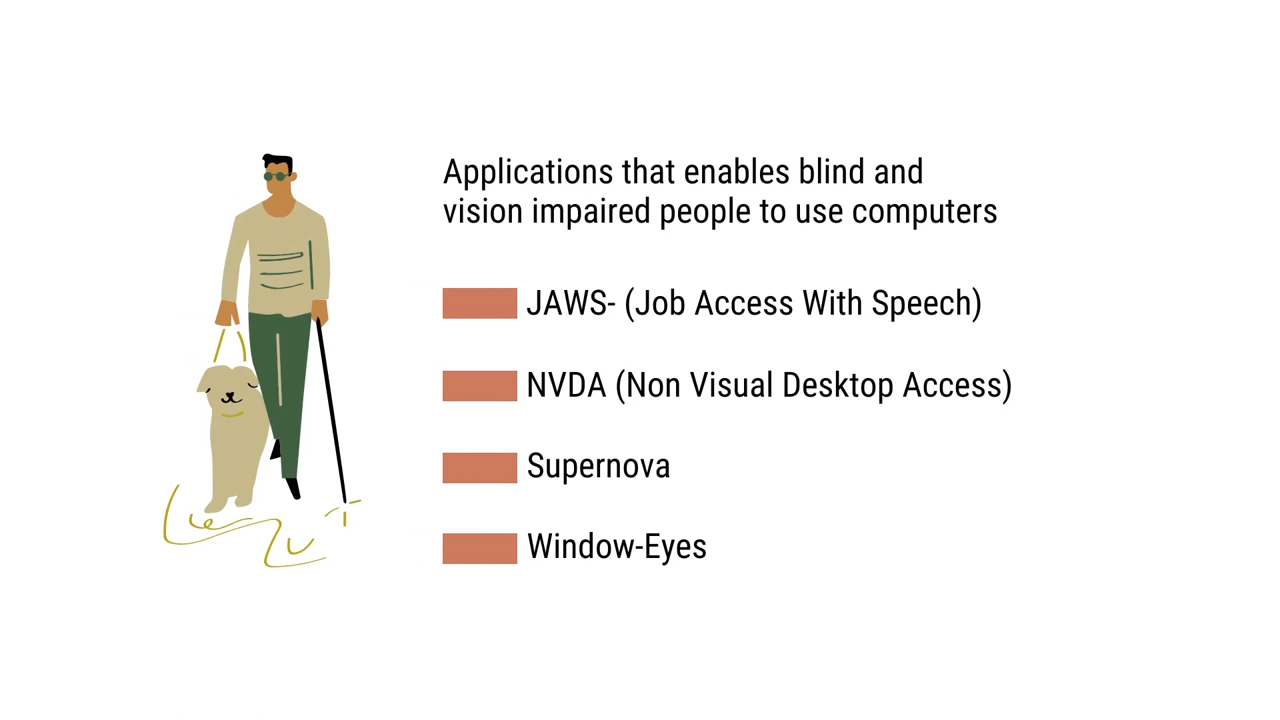 Applications that enables blind and
vision impaired people to use computers
JAWS- (Job Access With Speech)
NVDA (Non Visual Desktop Access)
Supernova
Window-Eyes